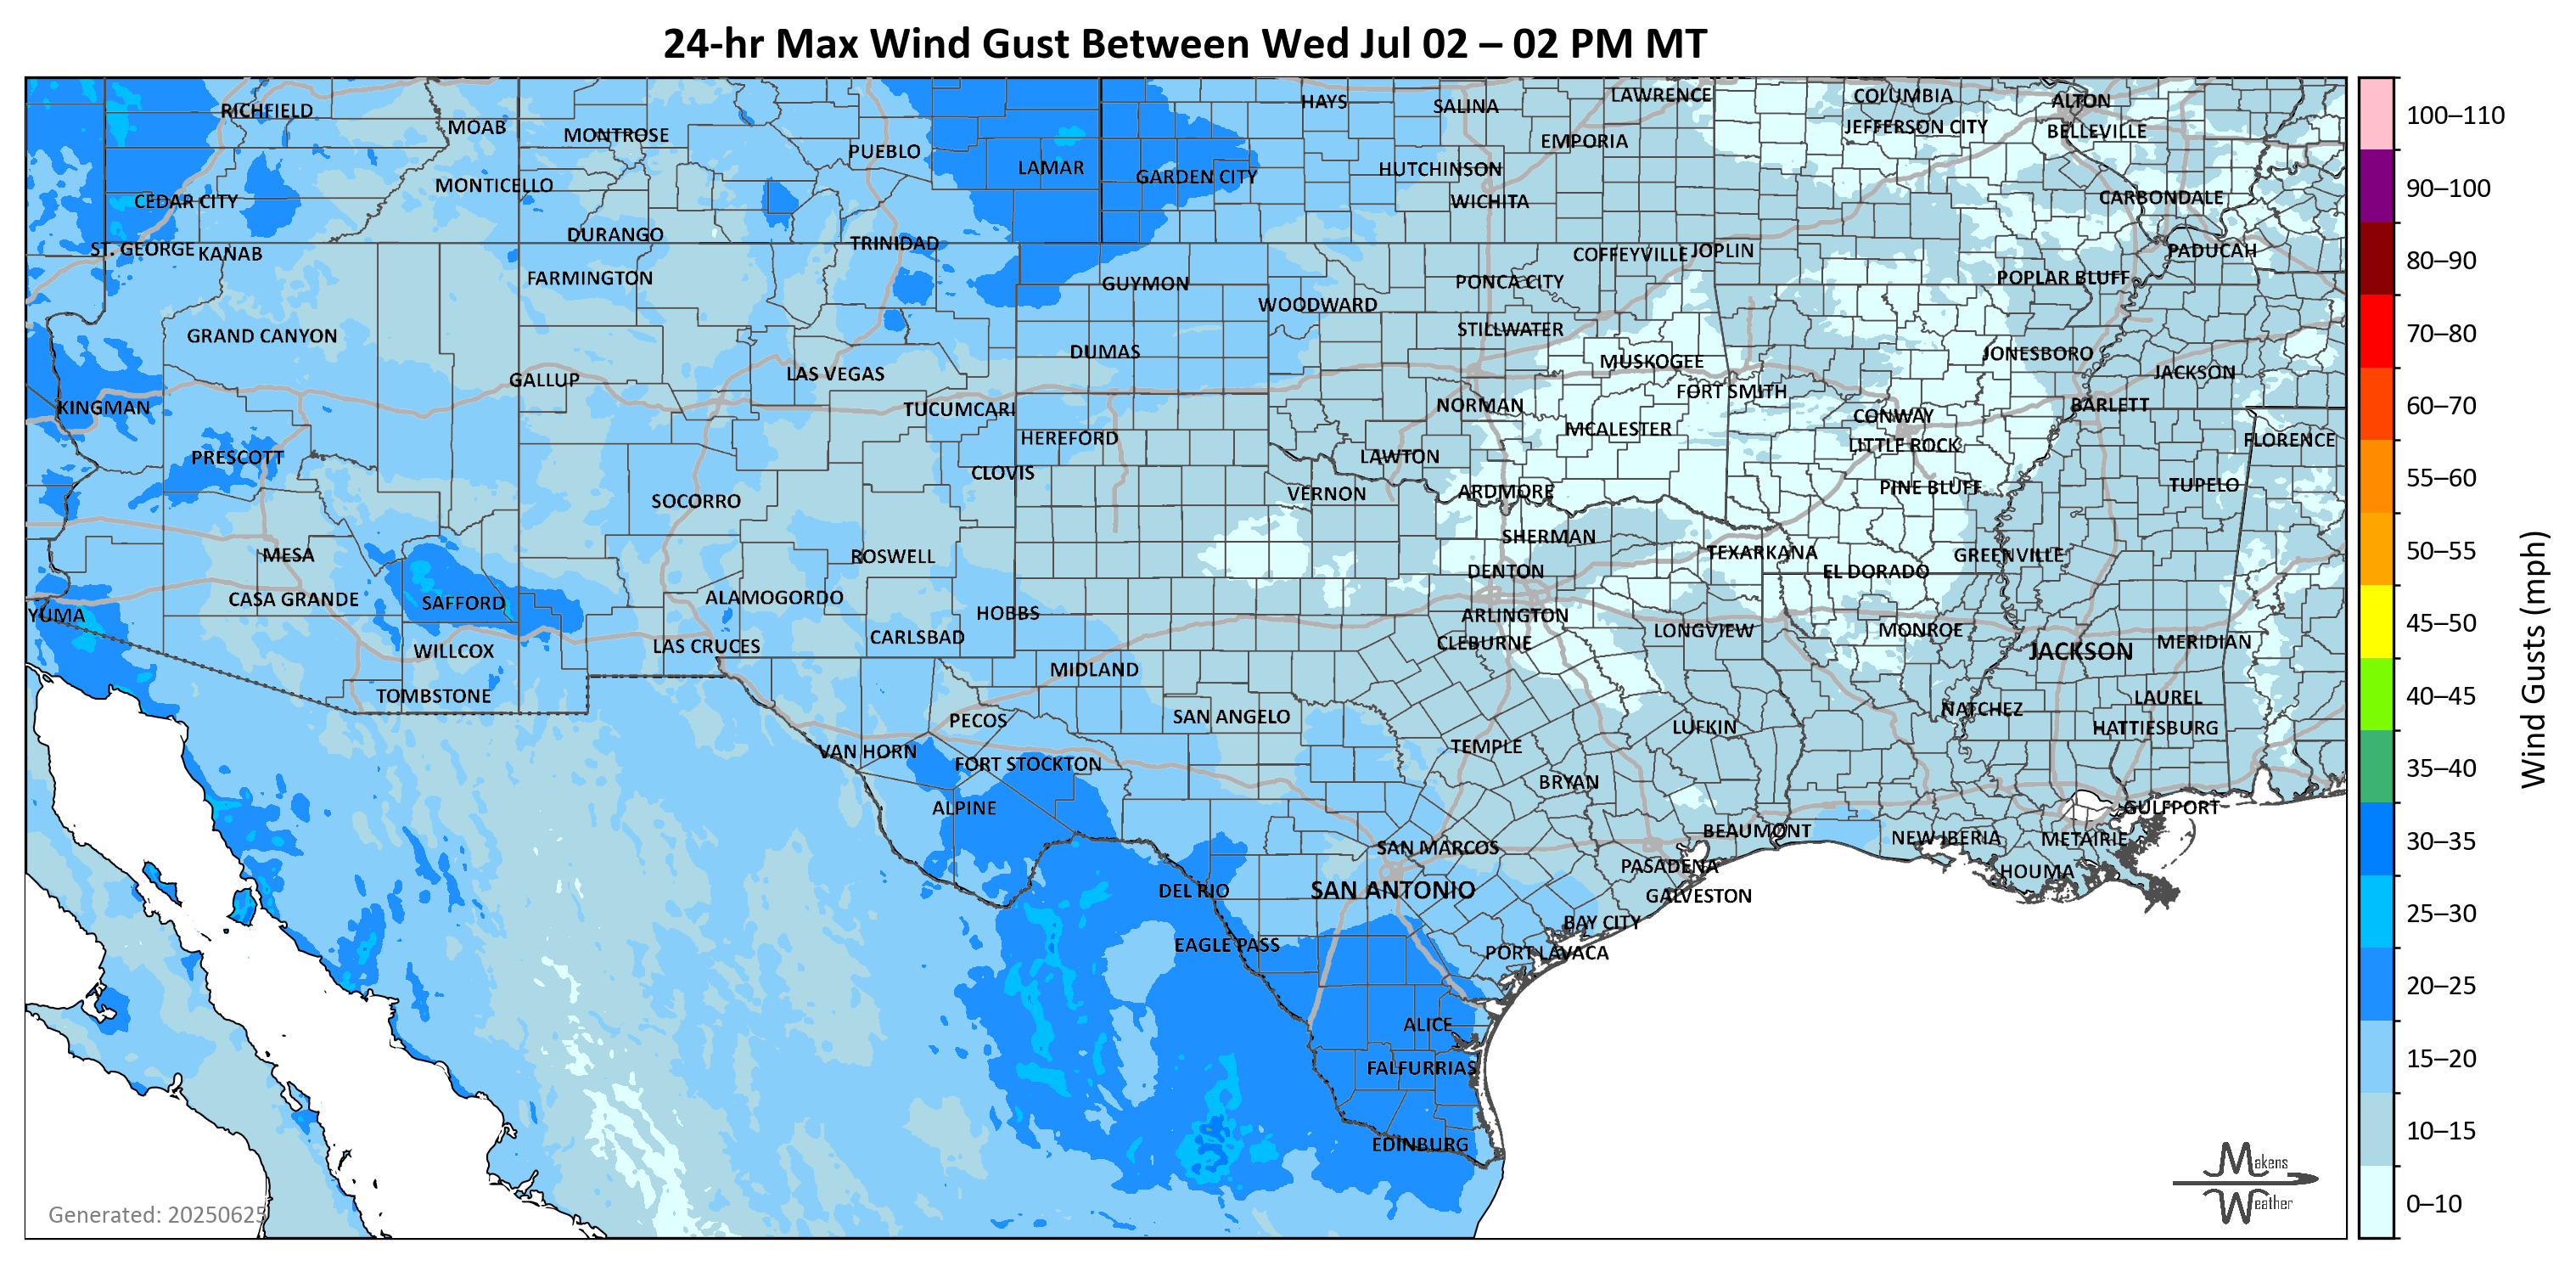 24-hr Max Wind Gust Between Wed Jul 02 – 02 PM MT
RICHFIELD
MOAB
MONTROSE
PUEBLO
LAMAR
GARDEN CITY
HAYS
SALINA
LAWRENCE
EMPORIA
HUTCHINSON
WICHITA
COLUMBIA
JEFFERSON CITY
ALTON
BELLEVILLE
CARBONDALE
CEDAR CITY
MONTICELLO
DURANGO
TRINIDAD
ST. GEORGE
KANAB
FARMINGTON
GUYMON
WOODWARD
PONCA CITY
COFFEYVILLE
JOPLIN
POPLAR BLUFF
PADUCAH
GRAND CANYON
STILLWATER
DUMAS
MUSKOGEE
JONESBORO
JACKSON
GALLUP
LAS VEGAS
FORT SMITH
KINGMAN
TUCUMCARI
NORMAN
CONWAY
BARLETT
HEREFORD
MCALESTER
LITTLE ROCK
FLORENCE
PRESCOTT
CLOVIS
LAWTON
SOCORRO
VERNON
ARDMORE
PINE BLUFF
TUPELO
MESA
ROSWELL
SHERMAN
TEXARKANA
GREENVILLE
DENTON
EL DORADO
CASA GRANDE
SAFFORD
ALAMOGORDO
HOBBS
YUMA
ARLINGTON
CLEBURNE
LONGVIEW
MONROE
JACKSON
MERIDIAN
WILLCOX
LAS CRUCES
CARLSBAD
MIDLAND
TOMBSTONE
PECOS
SAN ANGELO
LUFKIN
NATCHEZ
LAUREL
HATTIESBURG
VAN HORN
FORT STOCKTON
TEMPLE
BRYAN
ALPINE
GULFPORT
SAN MARCOS
BEAUMONT
NEW IBERIA
METAIRIE
DEL RIO
SAN ANTONIO
PASADENA
GALVESTON
HOUMA
EAGLE PASS
BAY CITY
PORT LAVACA
ALICE
FALFURRIAS
EDINBURG
Generated: 20250625
Makens
Weather
100–110
90–100
80–90
70–80
60–70
55–60
50–55
45–50
40–45
35–40
30–35
25–30
20–25
15–20
10–15
0–10
Wind Gusts (mph)